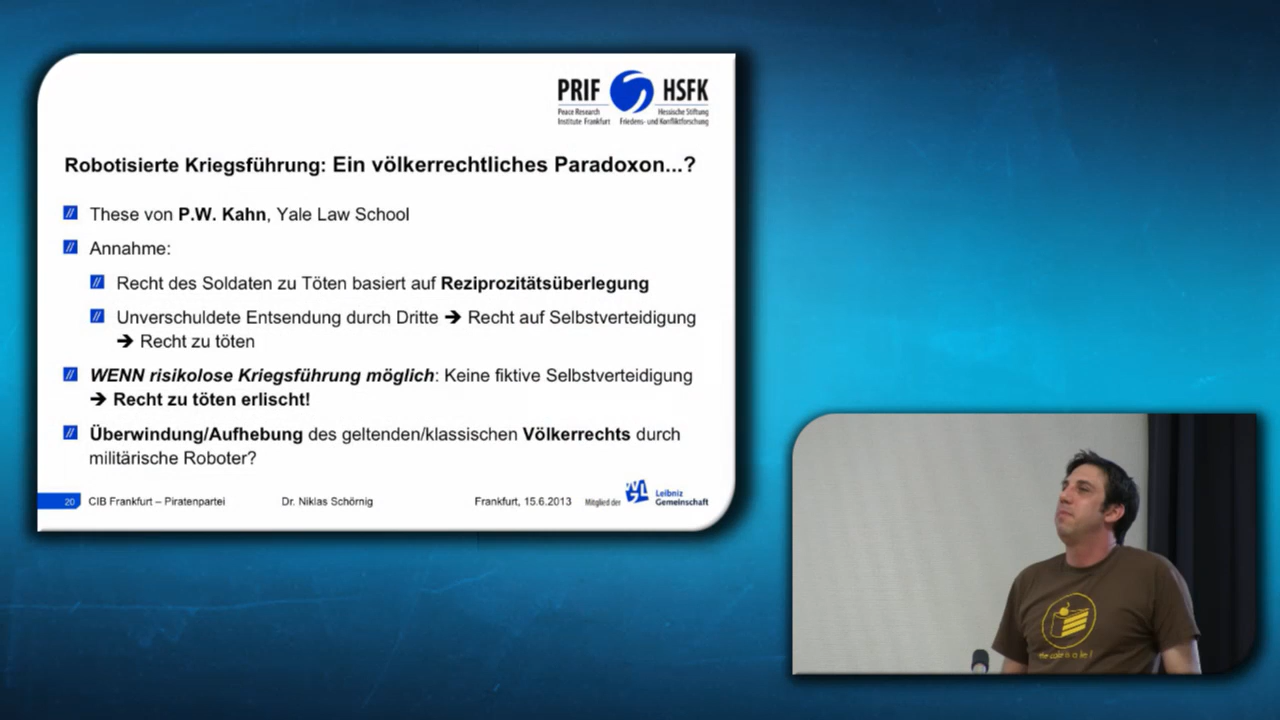 PRIF HSFK
Peace Research Hessische Stiftung
Institute Frankfurt Friedens- und Konfliktforschung
Robotisierte Kriegsführung: Ein völkerrechtliches Paradoxon...?
These von P.W. Kahn, Yale Law School
Annahme:
Recht des Soldaten zu Töten basiert auf Reziprozitätsüberlegung
Unverschuldete Entsendung durch Dritte ➔ Recht auf Selbstverteidigung
➔ Recht zu töten
WENN risikolose Kriegsführung möglich: Keine fiktive Selbstverteidigung
➔ Recht zu töten erlischt!
Überwindung/Aufhebung des geltenden/klassischen Völkerrechts durch
militärische Roboter?
20 CIB Frankfurt – Piratenpartei Dr. Niklas Schörnig Frankfurt, 15.6.2013 Mitglied der Leibniz
Gemeinschaft
the cake is a lie!